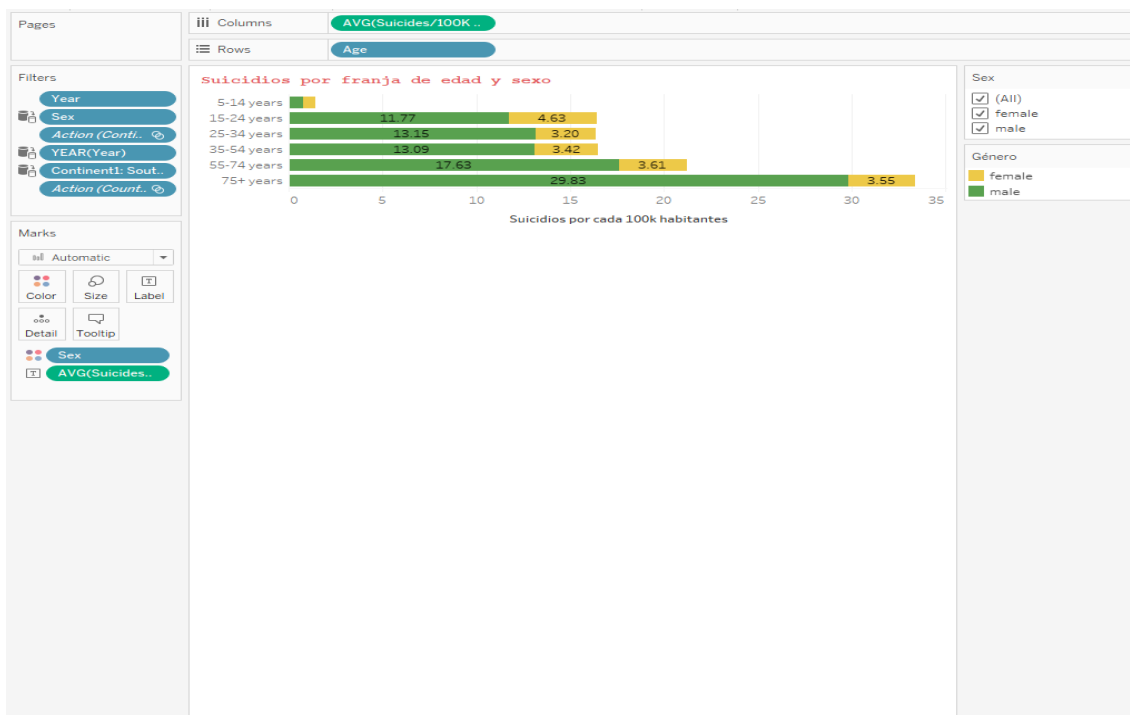 Pages
iii Columns
AVG(Suicides/100K ..
Rows
Age
Filters
Year
Sex
Action (Conti..
YEAR(Year)
Continent1: Sout..
Action (Count..
Marks
Automatic
Color
Size
Label
Detail
Tooltip
Sex
AVG(Suicides..
Suicidios por franja de edad y sexo
5-14 years
15-24 years 11.77 4.63
25-34 years 13.15 3.20
35-54 years 13.09 3.42
55-74 years 17.63 3.61
75+ years 29.83 3.55
0 5 10 15 20 25 30 35
Suicidios por cada 100k habitantes
Sex
(All)
female
male
Género
female
male